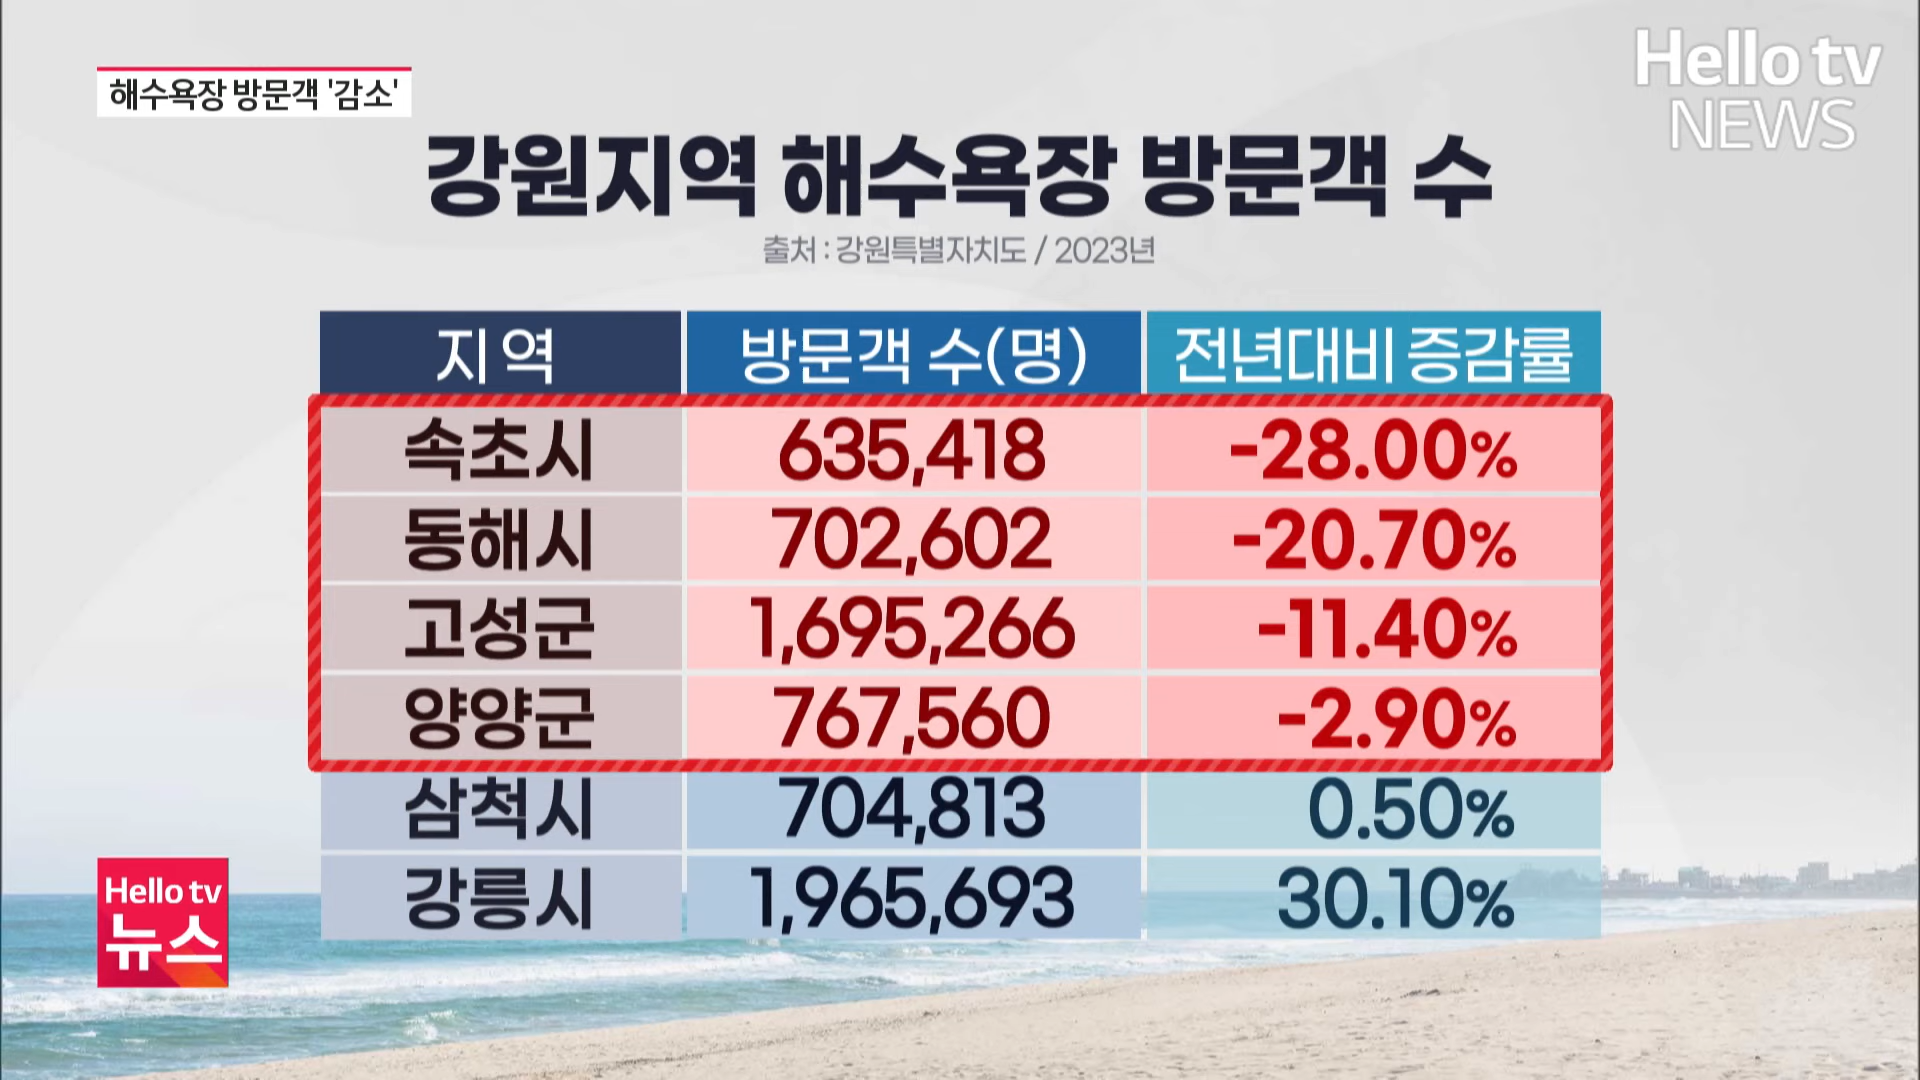 해수욕장 방문객 '감소'
Hello tv
NEWS
강원지역 해수욕장 방문객 수
출처 : 강원특별자치도 / 2023년
지역 방문객 수(명) 전년대비 증감률
속초시 635,418 -28.00%
동해시 702,602 -20.70%
고성군 1,695,266 -11.40%
양양군 767,560 -2.90%
삼척시 704,813 0.50%
강릉시 1,965,693 30.10%
Hello tv
뉴스